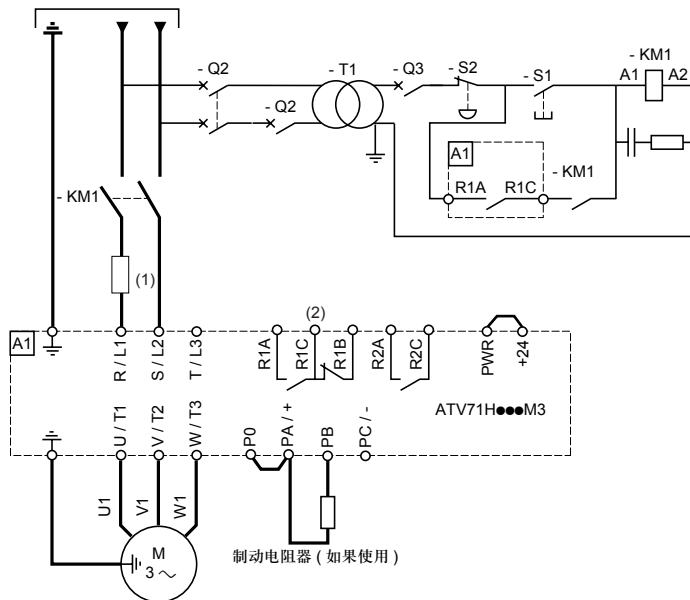 - Q2
- T1
- Q3
- S2
- S1
- KM1
A1 A2
- Q2
A1
- KM1
R1A R1C
- KM1
(1)
(2)
A1
R / L1
S / L2
T / L3
R1A
R1C
R1B
R2A
R2C
PWR
+24
ATV71H●●●M3
U / T1
V / T2
W / T3
P0
PA / +
PB
PC / -
U1
V1
W1
M
3 ~
制动电阻器 ( 如果使用 )